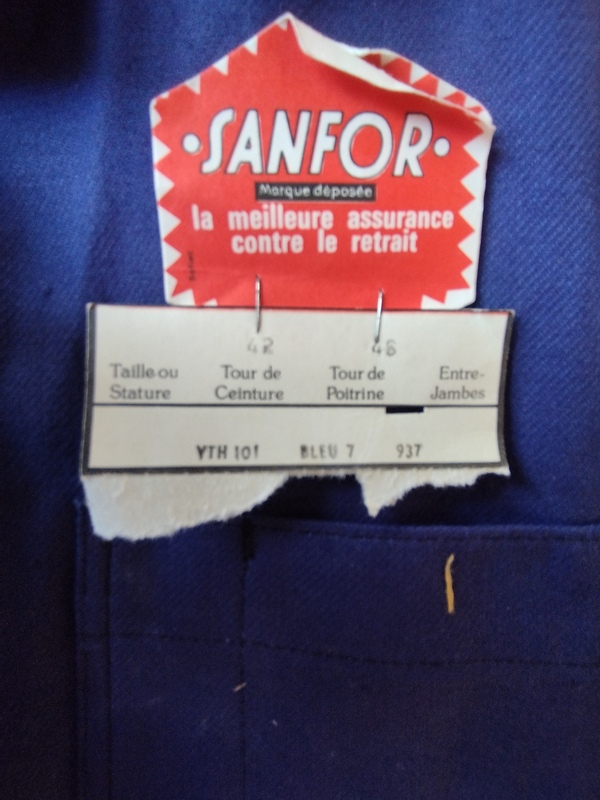 ·SANFOR·
Marque déposée
la meilleure assurance
contre le retrait
42 48
Taille ou Tour de Tour de Entre-
Stature Ceinture Poitrine Jambes
YTH 101 BLEU 7 937